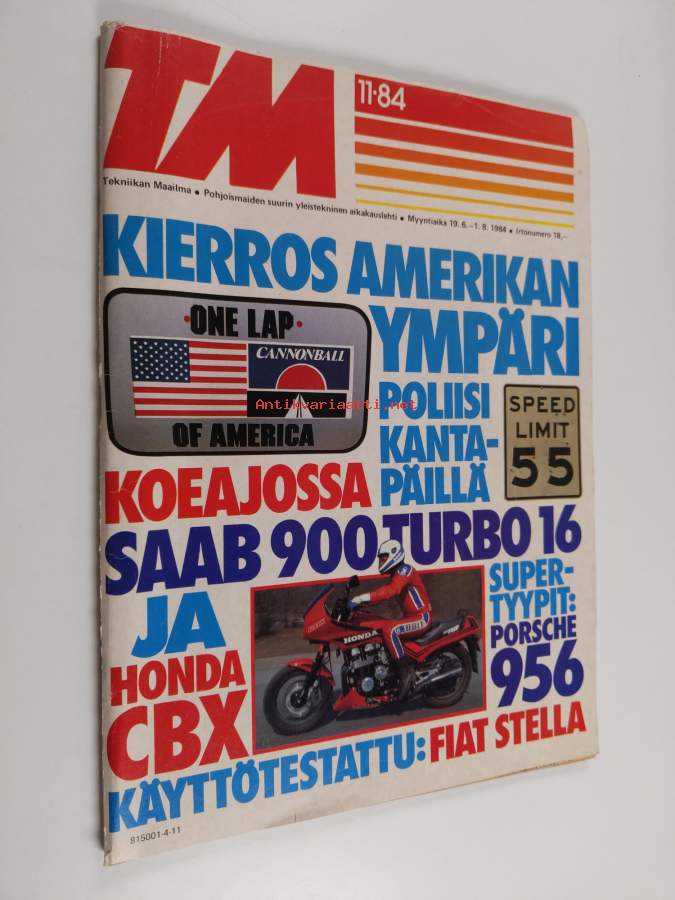 TM
11·84
Tekniikan Maailma • Pohjoismaiden suurin yleistekninen aikakauslehti • Myyntiaika 19. 6.–1. 8. 1984 • Irtonumero 18,–
KIERROS AMERIKAN
YMPÄRI
·ONE LAP·
CANNONBALL
OF AMERICA
Antikvariaatti.net
POLIISI
KANTA-
PÄILLÄ
SPEED
LIMIT
55
KOEAJOSSA
SAAB 900 TURBO 16
JA
HONDA
CBX
HONDA
SUPER-
TYYPIT:
PORSCHE
956
KÄYTTÖTESTATTU: FIAT STELLA
815001-4-11